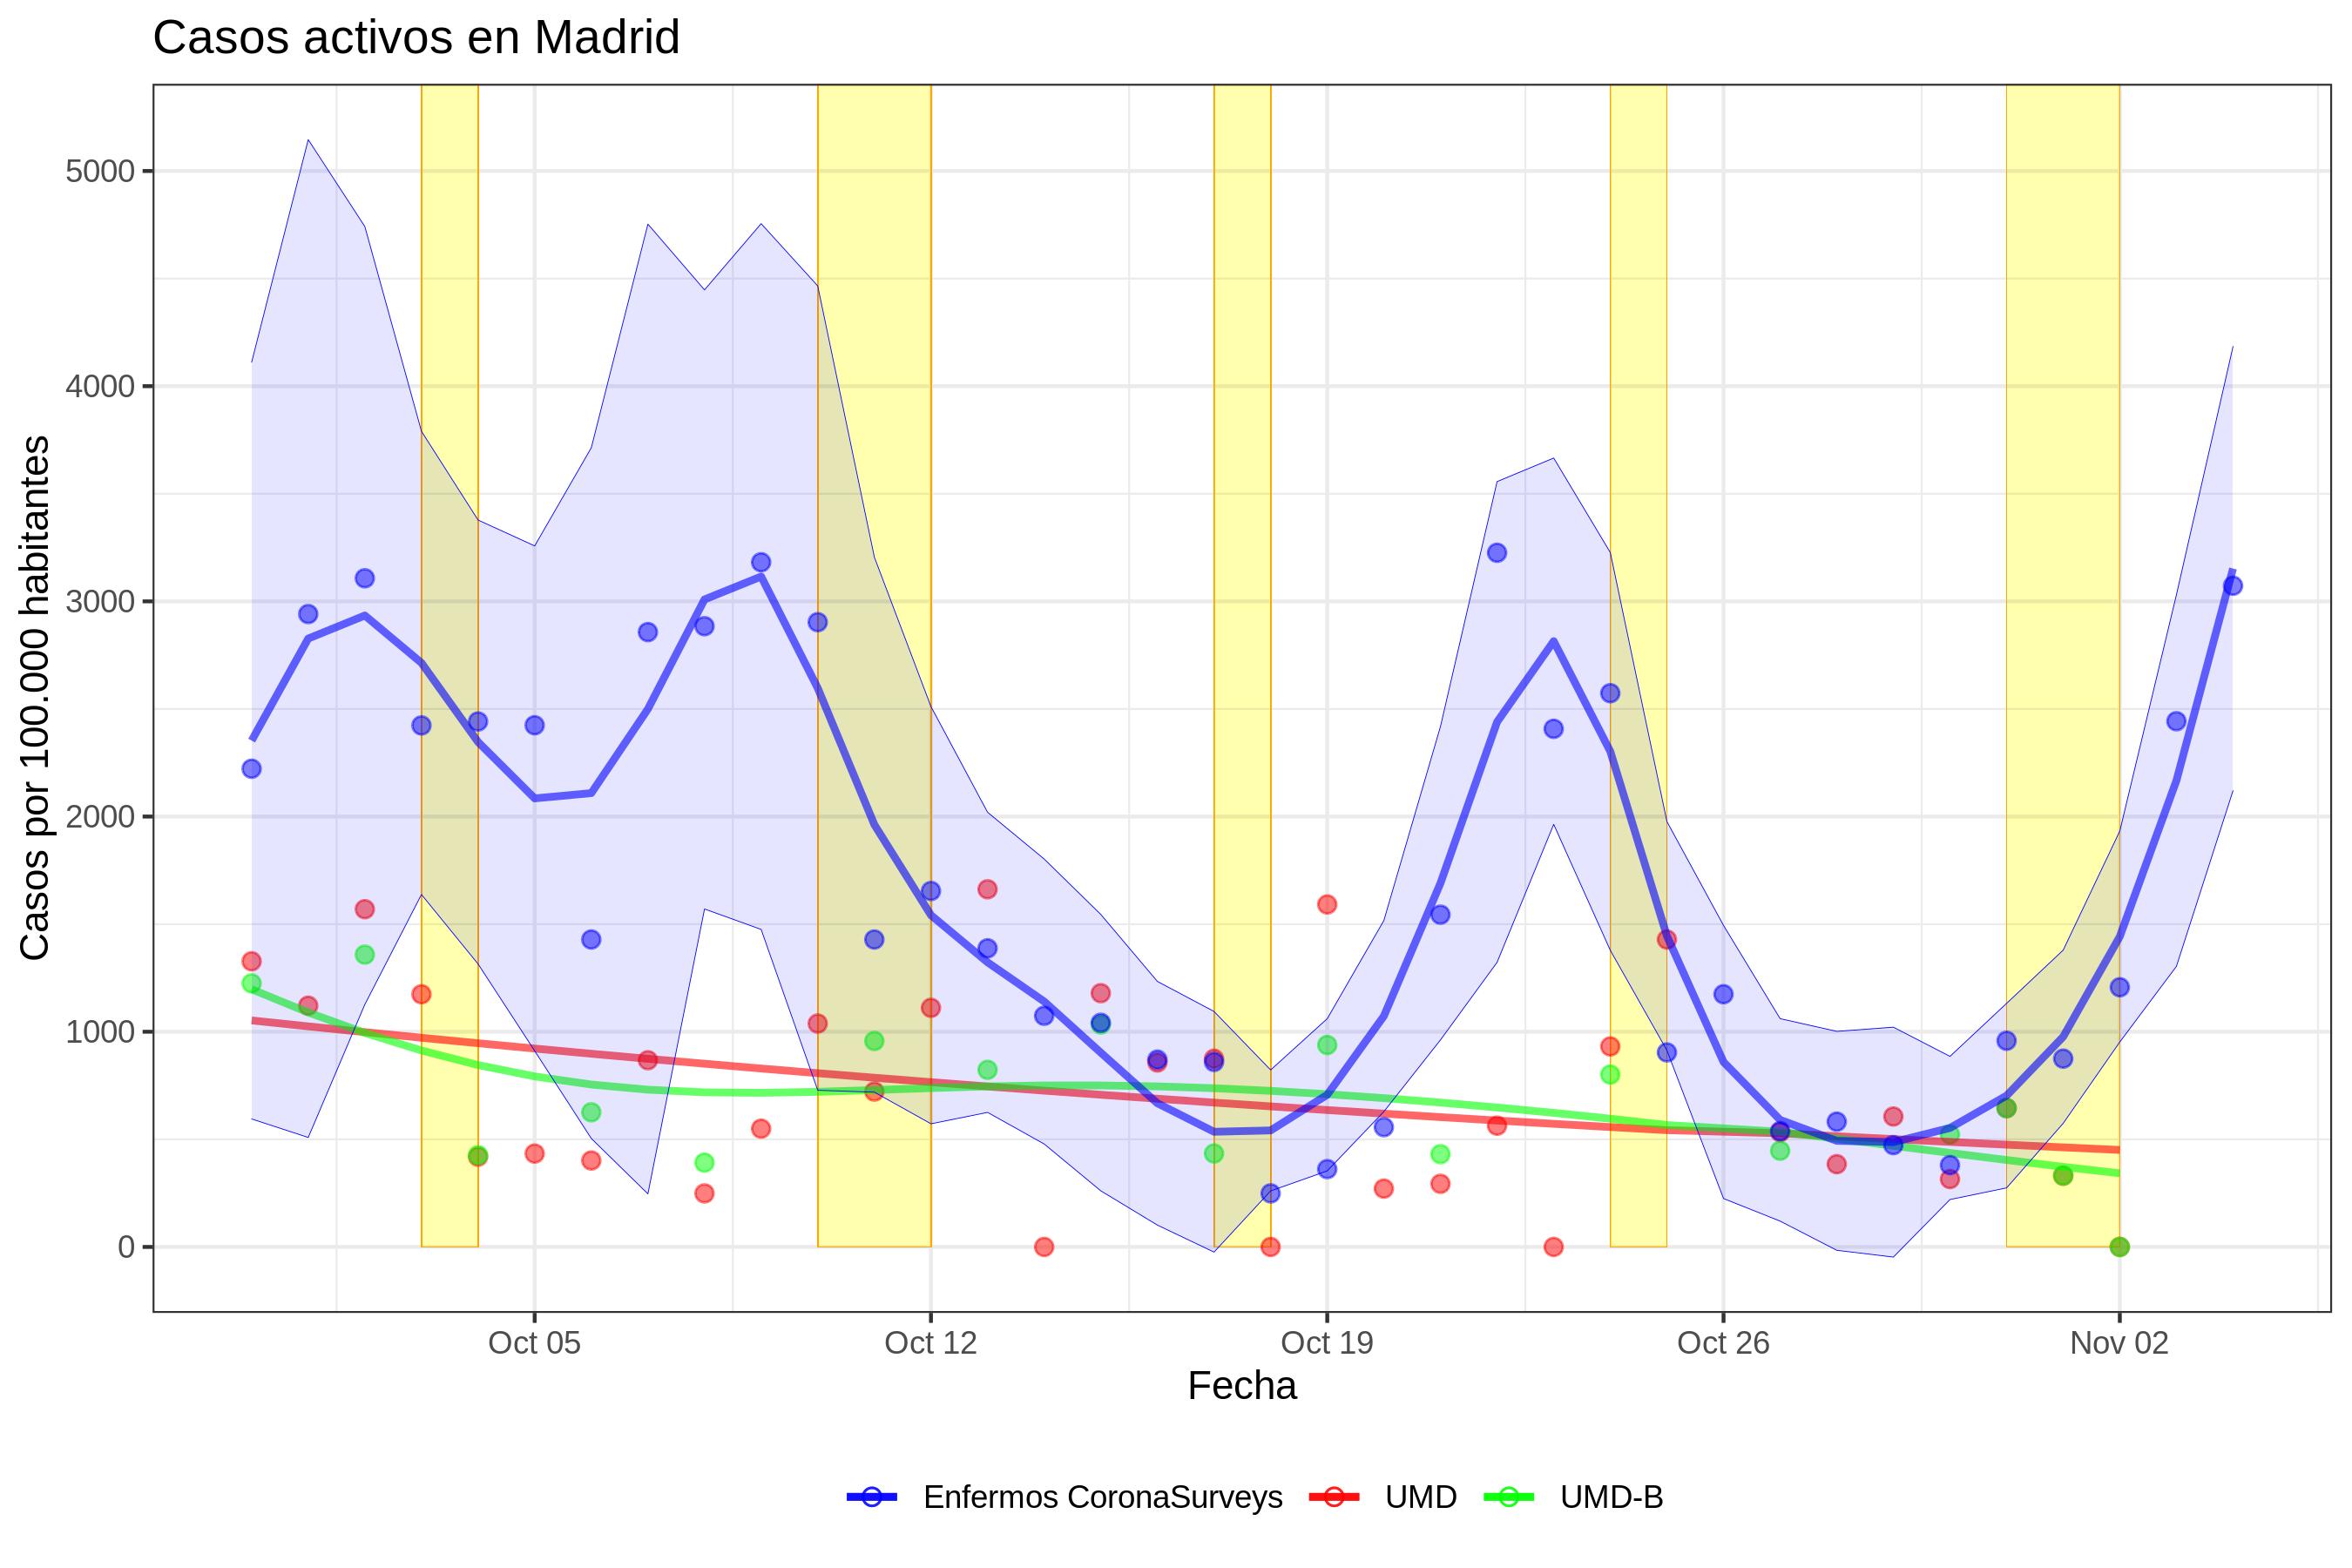 Casos activos en Madrid
Casos por 100.000 habitantes
5000
4000
3000
2000
1000
0
Oct 05 Oct 12 Oct 19 Oct 26 Nov 02
Fecha
Enfermos CoronaSurveys UMD UMD-B